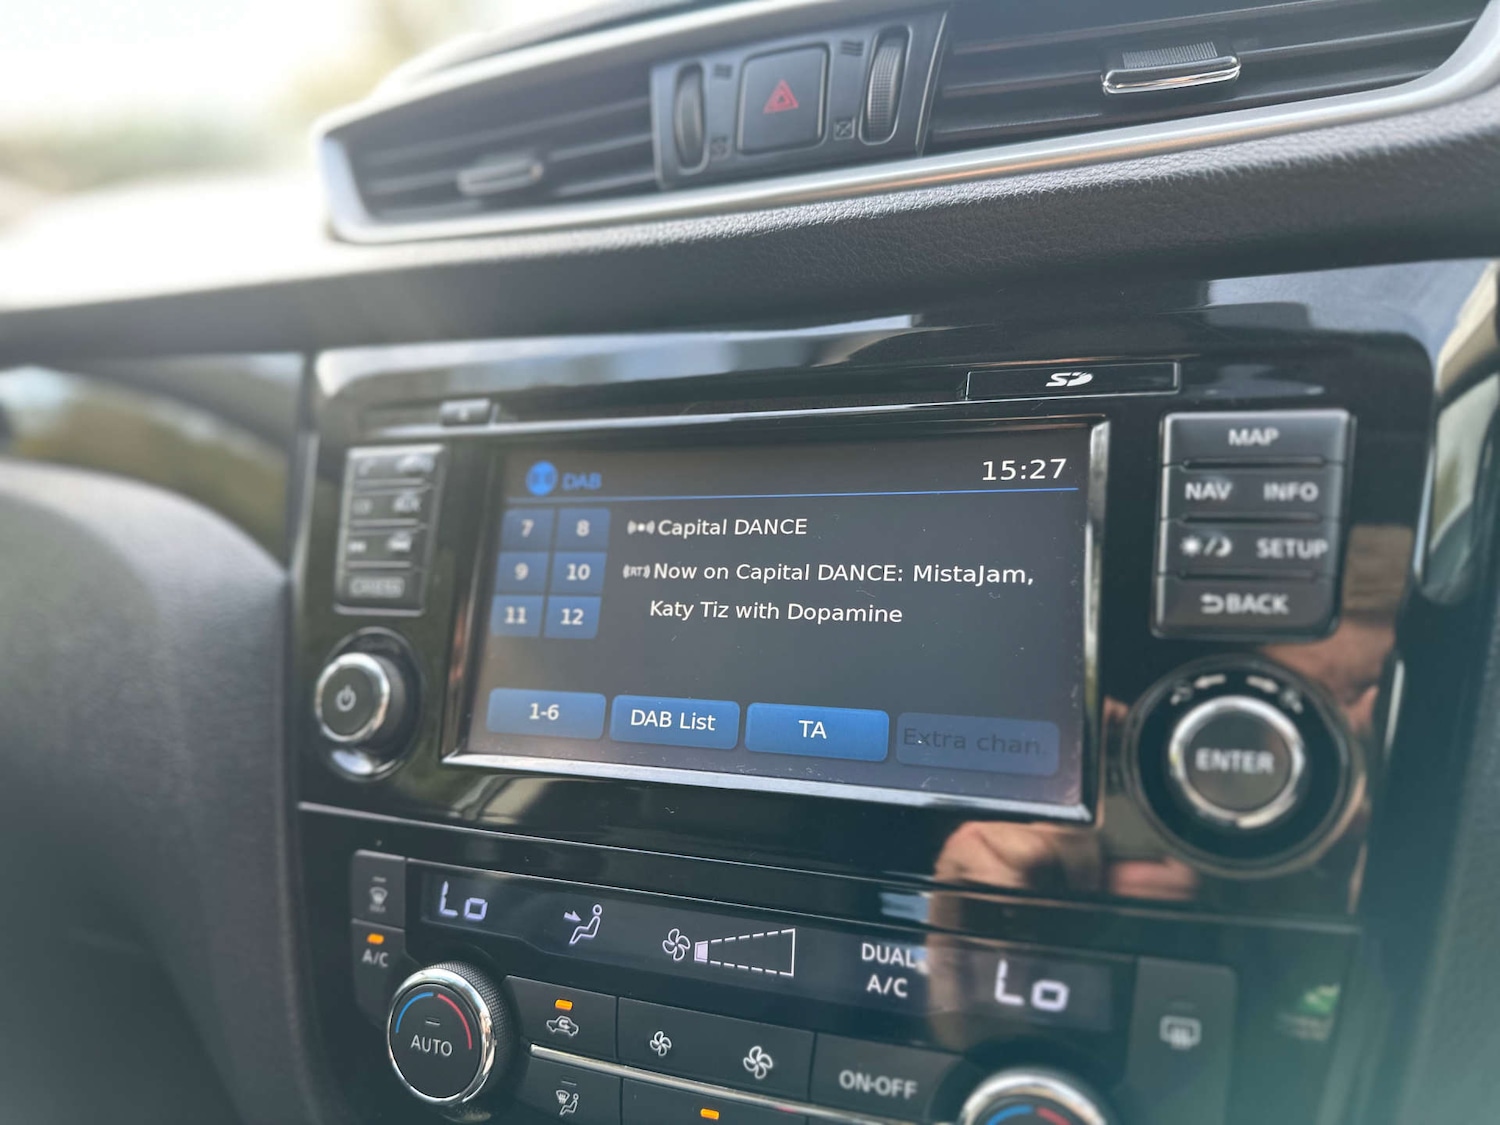 SD
DAB
15:27
7 8
Capital DANCE
9 10
RT
Now on Capital DANCE: MistaJam,
Katy Tiz with Dopamine
11 12
1-6
DAB List
TA
Extra chan.
MAP
NAV INFO
SETUP
BACK
ENTER
Lo
DUAL
A/C
Lo
A/C
AUTO
ON·OFF